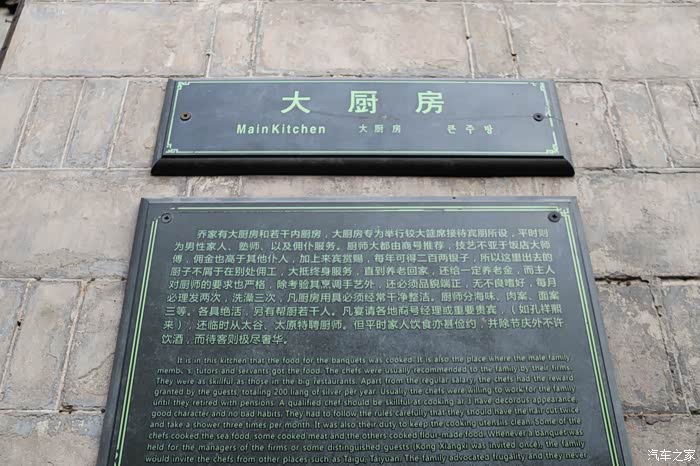 大厨房
MainKitchen 大厨房 큰주방
乔家有大厨房和若干内厨房，大厨房专为举行较大筵席接待宾朋所设，平时则
为男性家人、塾师、以及佣仆服务。厨师大都由商号推荐，技艺不亚于饭店大师
傅，佣金也高于其他仆人，加上来宾赏赐，每年可得二百两银子，所以这里出去的
厨子不屑于在别处佣工，大抵终身服务，直到养老回家，还给一定养老金，而主人
对厨师的要求也严格，除考验其烹调手艺外，还必须品貌端正，无不良嗜好，每月
必理发两次，洗澡三次，凡厨房用具必须经常干净整洁。厨师分海味、肉案、面案
三等。各具绝活，另有帮厨若干人。凡宴请各地商号经理或重要贵宾，（如孔祥熙
来），还临时从太谷、太原特聘厨师。但平时家人饮食亦甚俭约，并除节庆外不许
饮酒，而待客则极尽奢华。
It is in this kitchen that the food for the banquets was cooked. It is also the place where the male family
members, tutors and servants got the food. The chefs were usually recommended to the family by their firms.
They were as skillful as those in the big restaurants. Apart from the regular salary, the chefs had the reward
granted by the guests, totaling 200 liang of silver per year. Usually, the chefs were willing to work for the family
until they retired with pensions. A qualified chef should be skillful at cooking and have decorous appearance,
good character and no bad habits. They had to follow the rules carefully that they should have the hair cut twice
and take a shower three times per month. It was also their duty to keep the cooking utensils clean. Some of the
chefs cooked the sea food, some cooked meat and the others cooked flour-made food. Whenever a banquet was
held for the managers of the firms or some distinguished guests (Kong Xiangxi was invited once), the family
would invite the chefs from other places such as Taigu, Taiyuan. The family advocated frugality and they never
汽车之家